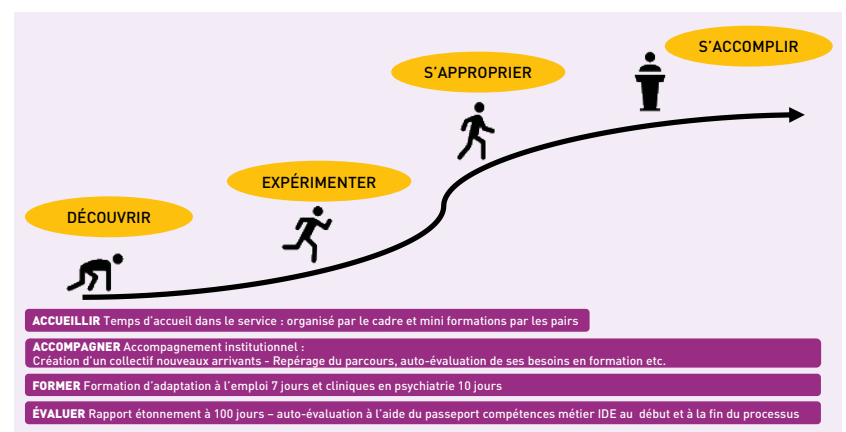 S'ACCOMPLIR
S'APPROPRIER
EXPÉRIMENTER
DÉCOUVRIR
ACCUEILLIR Temps d'accueil dans le service : organisé par le cadre et mini formations par les pairs
ACCOMPAGNER Accompagnement institutionnel :
Création d'un collectif nouveaux arrivants - Repérage du parcours, auto-évaluation de ses besoins en formation etc.
FORMER Formation d'adaptation à l'emploi 7 jours et cliniques en psychiatrie 10 jours
ÉVALUER Rapport étonnement à 100 jours – auto-évaluation à l'aide du passeport compétences métier IDE au début et à la fin du processus